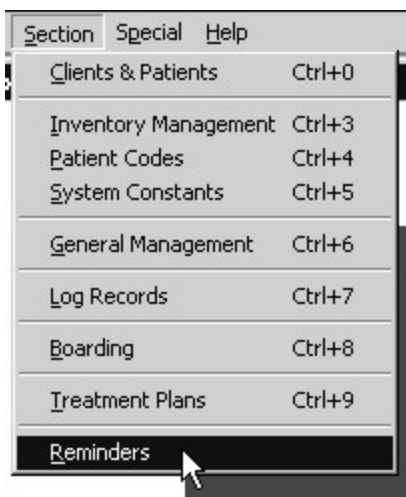 Section Special Help
Clients & Patients Ctrl+0
Inventory Management Ctrl+3
Patient Codes Ctrl+4
System Constants Ctrl+5
General Management Ctrl+6
Log Records Ctrl+7
Boarding Ctrl+8
Treatment Plans Ctrl+9
Reminders